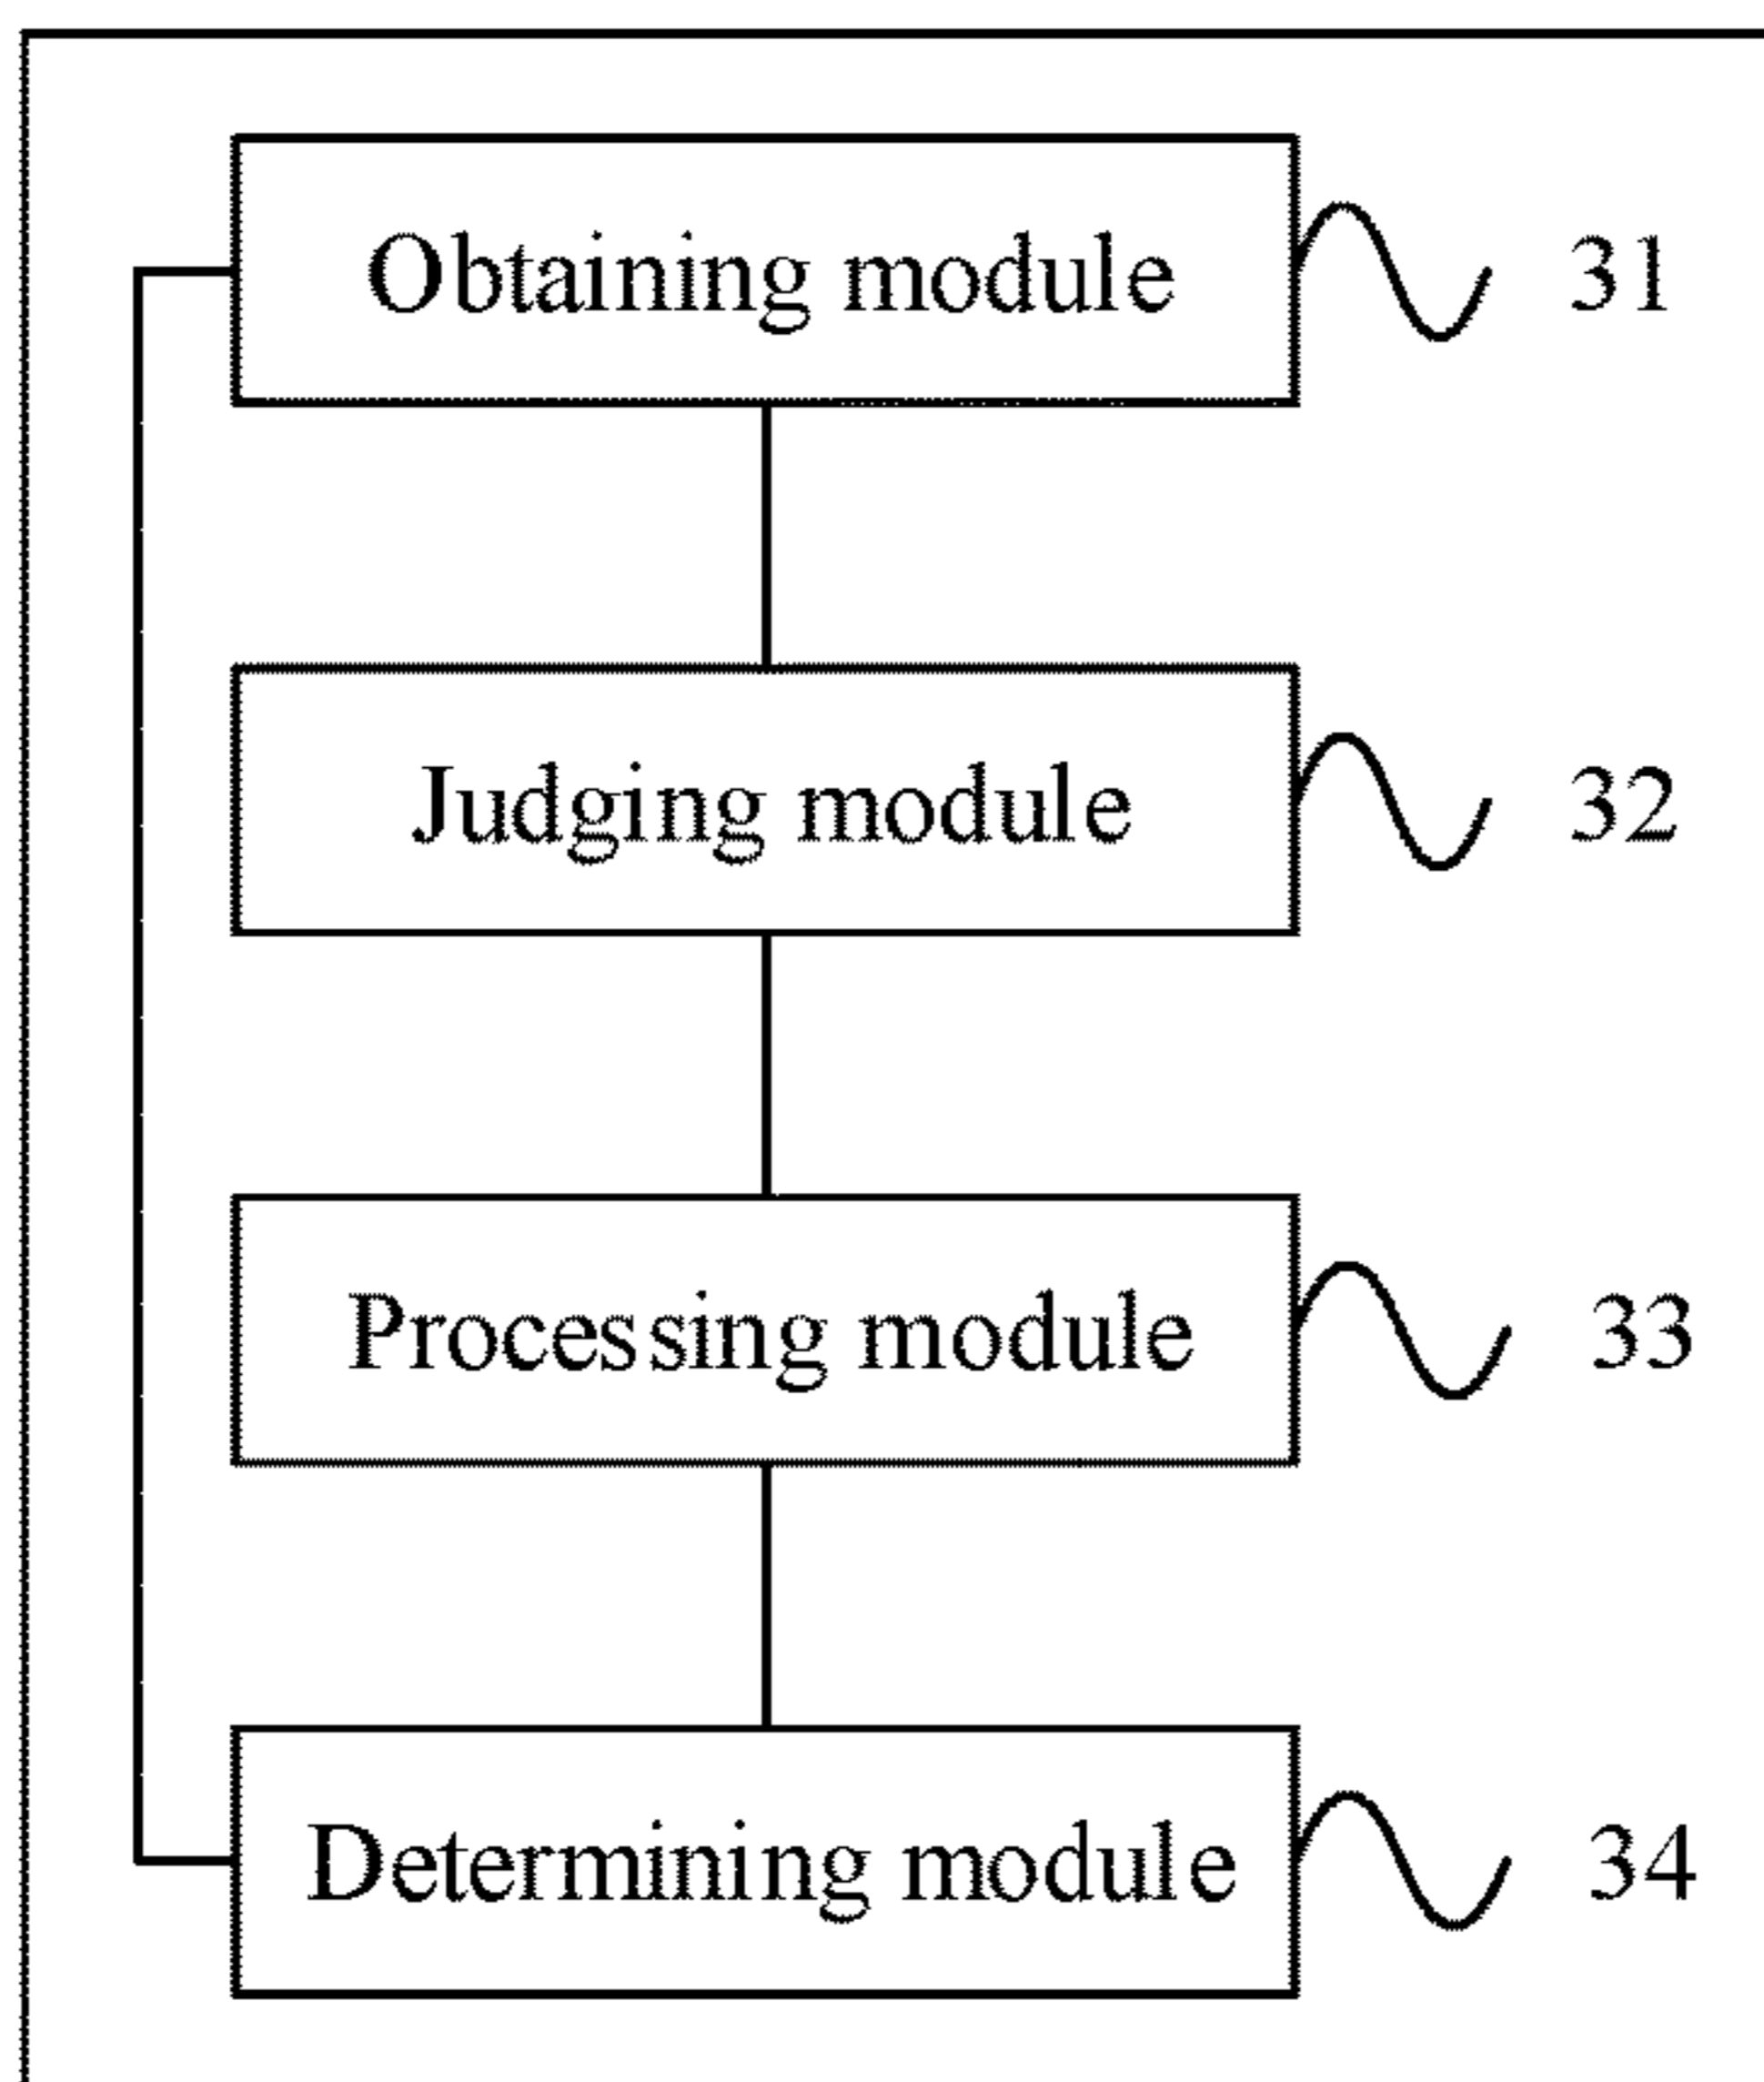 Obtaining module 31
Judging module 32
Processing module 33
Determining module 34